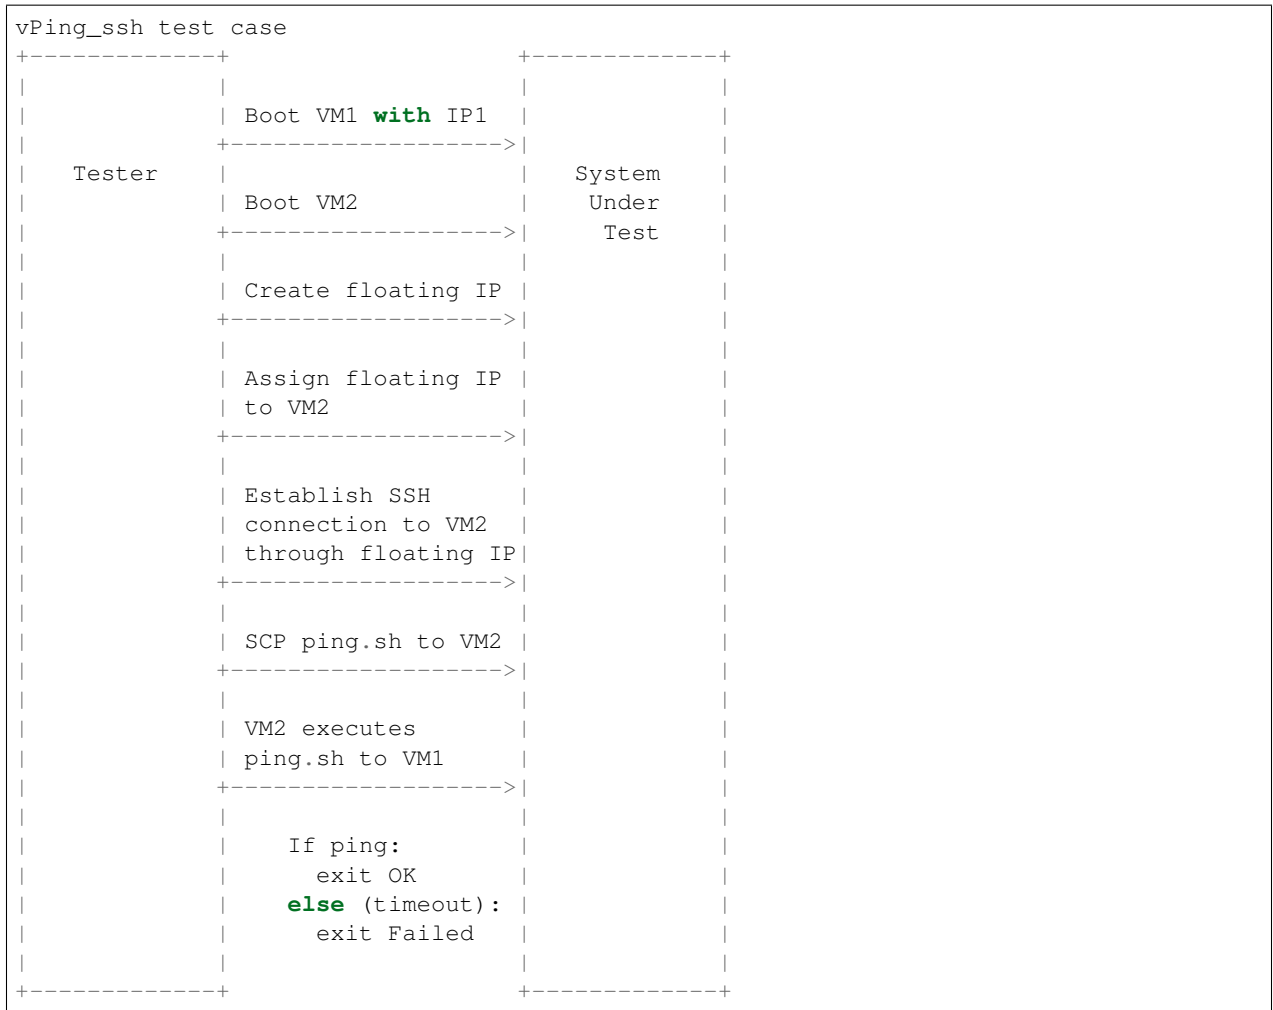 vPing_ssh test case
+-------------+                    +-------------+
|             |                    |             |
|             | Boot VM1 with IP1  |             |
|             +------------------->|             |
|   Tester    |                    |   System    |
|             | Boot VM2           |    Under    |
|             +------------------->|     Test    |
|             |                    |             |
|             | Create floating IP |             |
|             +------------------->|             |
|             |                    |             |
|             | Assign floating IP |             |
|             | to VM2             |             |
|             +------------------->|             |
|             |                    |             |
|             | Establish SSH      |             |
|             | connection to VM2  |             |
|             | through floating IP|             |
|             +------------------->|             |
|             |                    |             |
|             | SCP ping.sh to VM2 |             |
|             +------------------->|             |
|             |                    |             |
|             | VM2 executes       |             |
|             | ping.sh to VM1     |             |
|             +------------------->|             |
|             |                    |             |
|             |    If ping:        |             |
|             |      exit OK       |             |
|             |    else (timeout): |             |
|             |      exit Failed   |             |
|             |                    |             |
+-------------+                    +-------------+